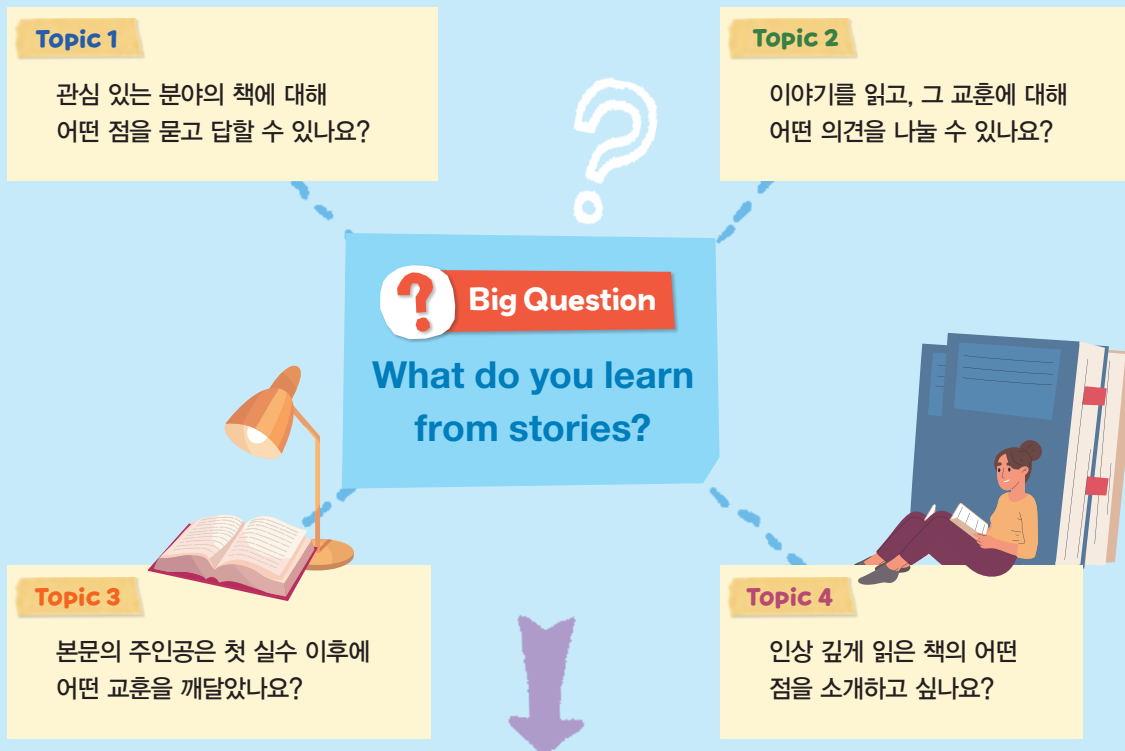 Topic 1
관심 있는 분야의 책에 대해
어떤 점을 묻고 답할 수 있나요?
Topic 2
이야기를 읽고, 그 교훈에 대해
어떤 의견을 나눌 수 있나요?
?
? Big Question
What do you learn
from stories?
Topic 3
본문의 주인공은 첫 실수 이후에
어떤 교훈을 깨달았나요?
Topic 4
인상 깊게 읽은 책의 어떤
점을 소개하고 싶나요?